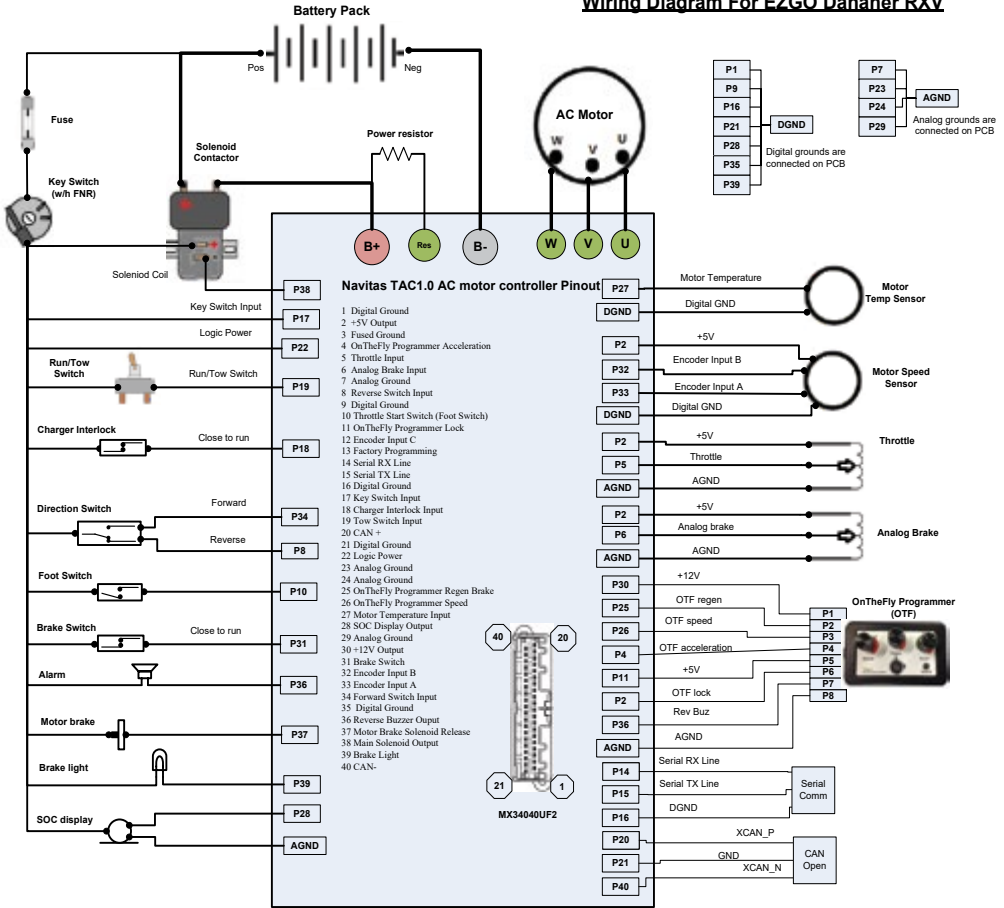 Wiring Diagram For EZGO Danaher RXV
Battery Pack
Pos
Neg
Fuse
Key Switch
(w/h FNR)
Solenoid
Contactor
Power resistor
AC Motor
W
V
U
P1
P9
P16
P21
P28
P35
P39
DGND
Digital grounds are
connected on PCB
P7
P23
P24
P29
AGND
Analog grounds are
connected on PCB
B+
Res
B-
W
V
U
Soleniod Coil
Key Switch Input
Logic Power
Run/Tow
Switch
Run/Tow Switch
Charger Interlock
Close to run
Direction Switch
Forward
Reverse
Foot Switch
Brake Switch
Close to run
Alarm
Motor brake
Brake light
SOC display
P38
P17
P22
P19
P18
P34
P8
P10
P31
P36
P37
P39
P28
AGND
Navitas TAC1.0 AC motor controller Pinout
1 Digital Ground
2 +5V Output
3 Fused Ground
4 OnTheFly Programmer Acceleration
5 Throttle Input
6 Analog Brake Input
7 Analog Ground
8 Reverse Switch Input
9 Digital Ground
10 Throttle Start Switch (Foot Switch)
11 OnTheFly Programmer Lock
12 Encoder Input C
13 Factory Programming
14 Serial RX Line
15 Serial TX Line
16 Digital Ground
17 Key Switch Input
18 Charger Interlock Input
19 Tow Switch Input
20 CAN +
21 Digital Ground
22 Logic Power
23 Analog Ground
24 Analog Ground
25 OnTheFly Programmer Regen Brake
26 OnTheFly Programmer Speed
27 Motor Temperature Input
28 SOC Display Output
29 Analog Ground
30 +12V Output
31 Brake Switch
32 Encoder Input B
33 Encoder Input A
34 Forward Switch Input
35 Digital Ground
36 Reverse Buzzer Ouput
37 Motor Brake Solenoid Release
38 Main Solenoid Output
39 Brake Light
40 CAN-
40
20
21
1
MX34040UF2
P27
DGND
P2
P32
P33
DGND
P2
P5
AGND
P2
P6
AGND
P30
P25
P26
P4
P11
P2
P36
AGND
P14
P15
P16
P20
P21
P40
Motor Temperature
Digital GND
Motor
Temp Sensor
+5V
Encoder Input B
Encoder Input A
Digital GND
Motor Speed
Sensor
+5V
Throttle
AGND
Throttle
+5V
Analog brake
AGND
Analog Brake
+12V
OTF regen
OTF speed
OTF acceleration
+5V
OTF lock
Rev Buz
AGND
P1
P2
P3
P4
P5
P6
P7
P8
OnTheFly Programmer
(OTF)
Serial RX Line
Serial TX Line
DGND
Serial
Comm
XCAN_P
GND
XCAN_N
CAN
Open